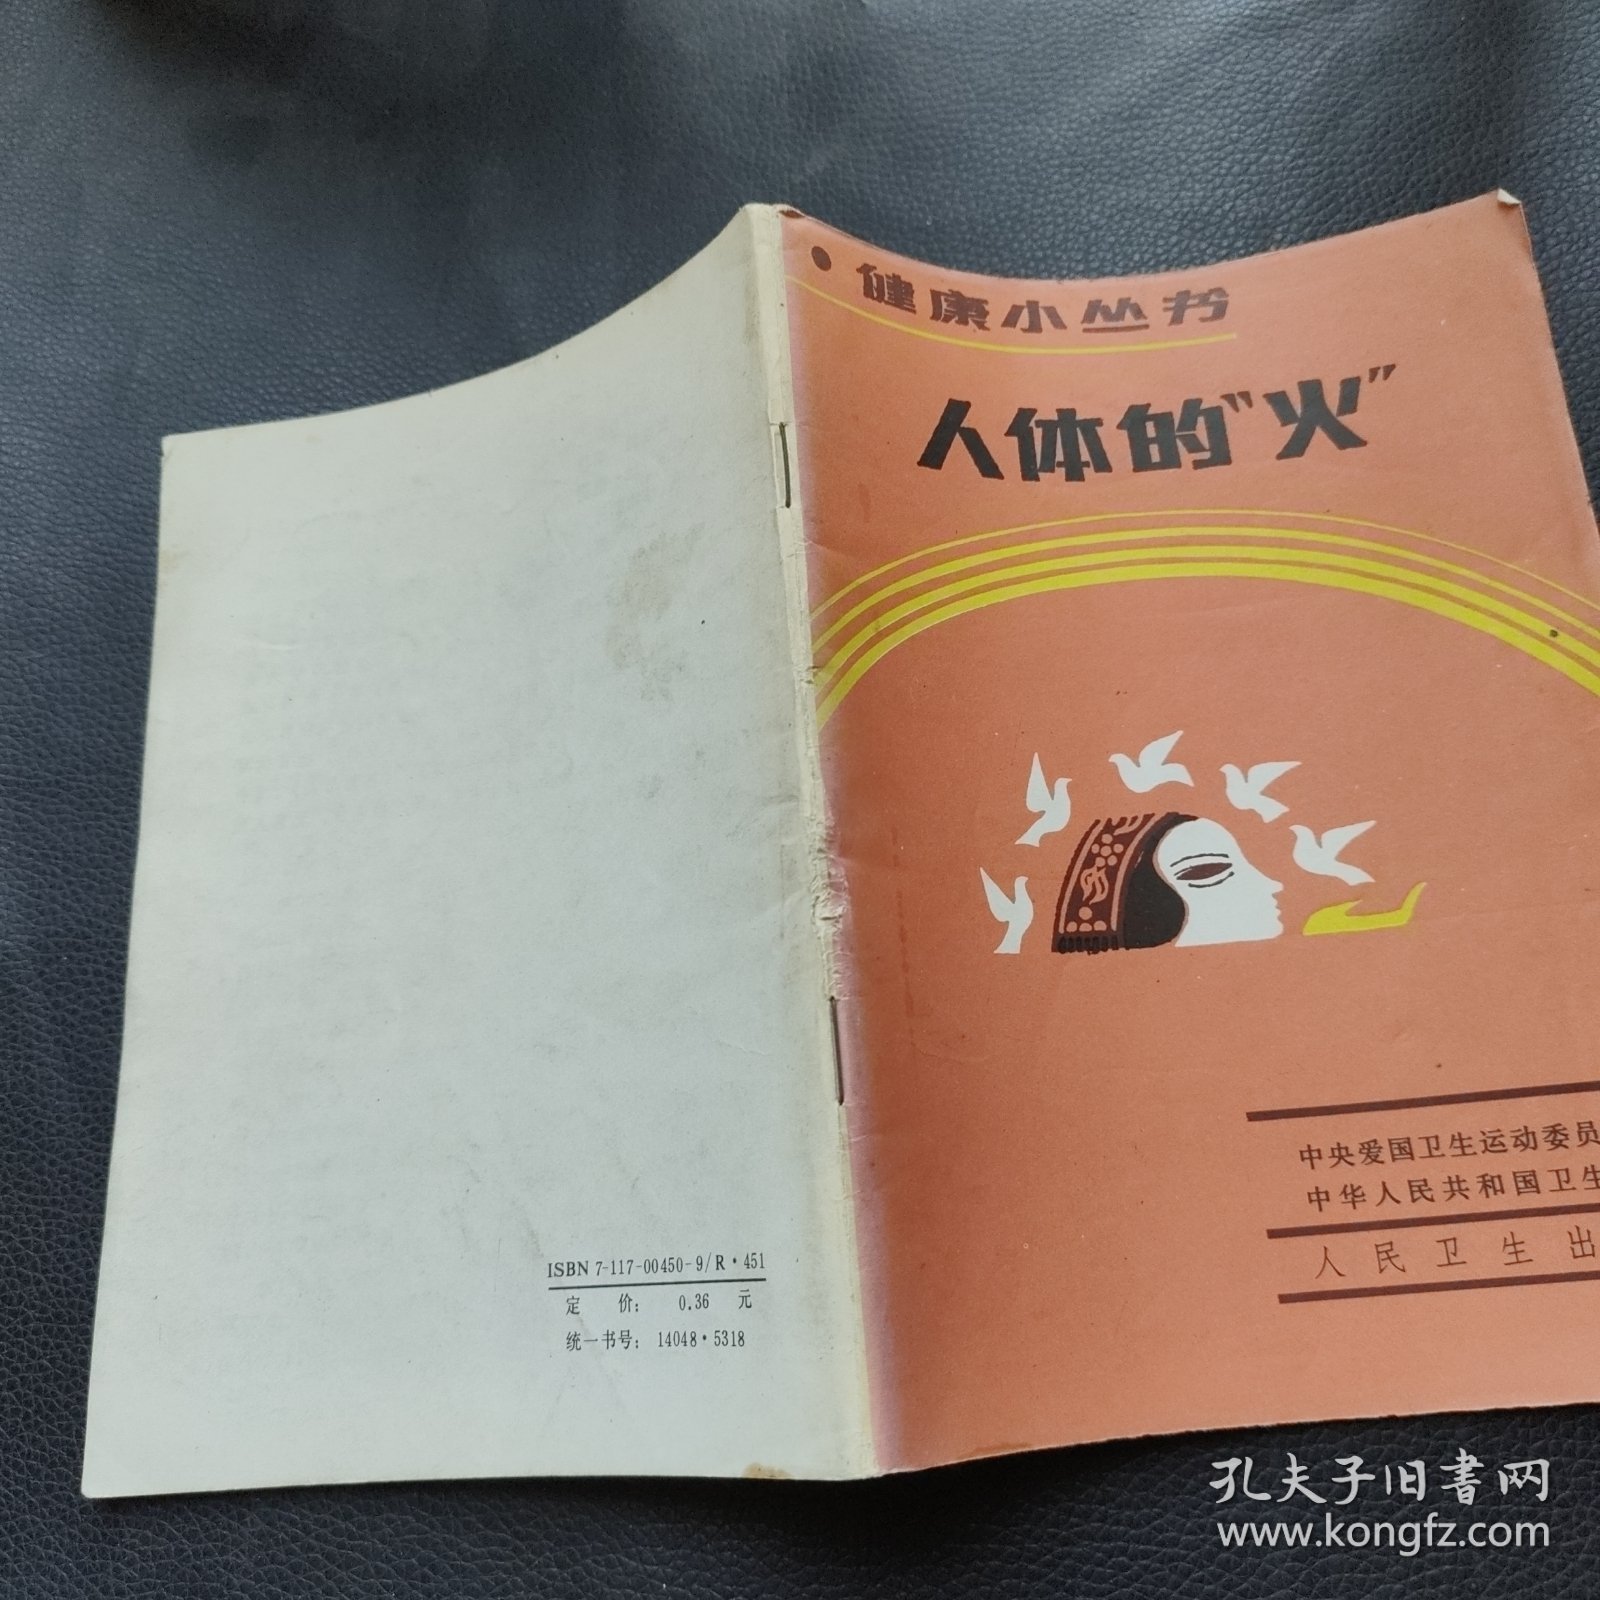 健康小丛书
人体的“火”
中央爱国卫生运动委员
中华人民共和国卫生
人民卫生出
ISBN 7-117-00450-9/R·451
定 价： 0.36 元
统一书号： 14048·5318
孔夫子旧書网
www.kongfz.com